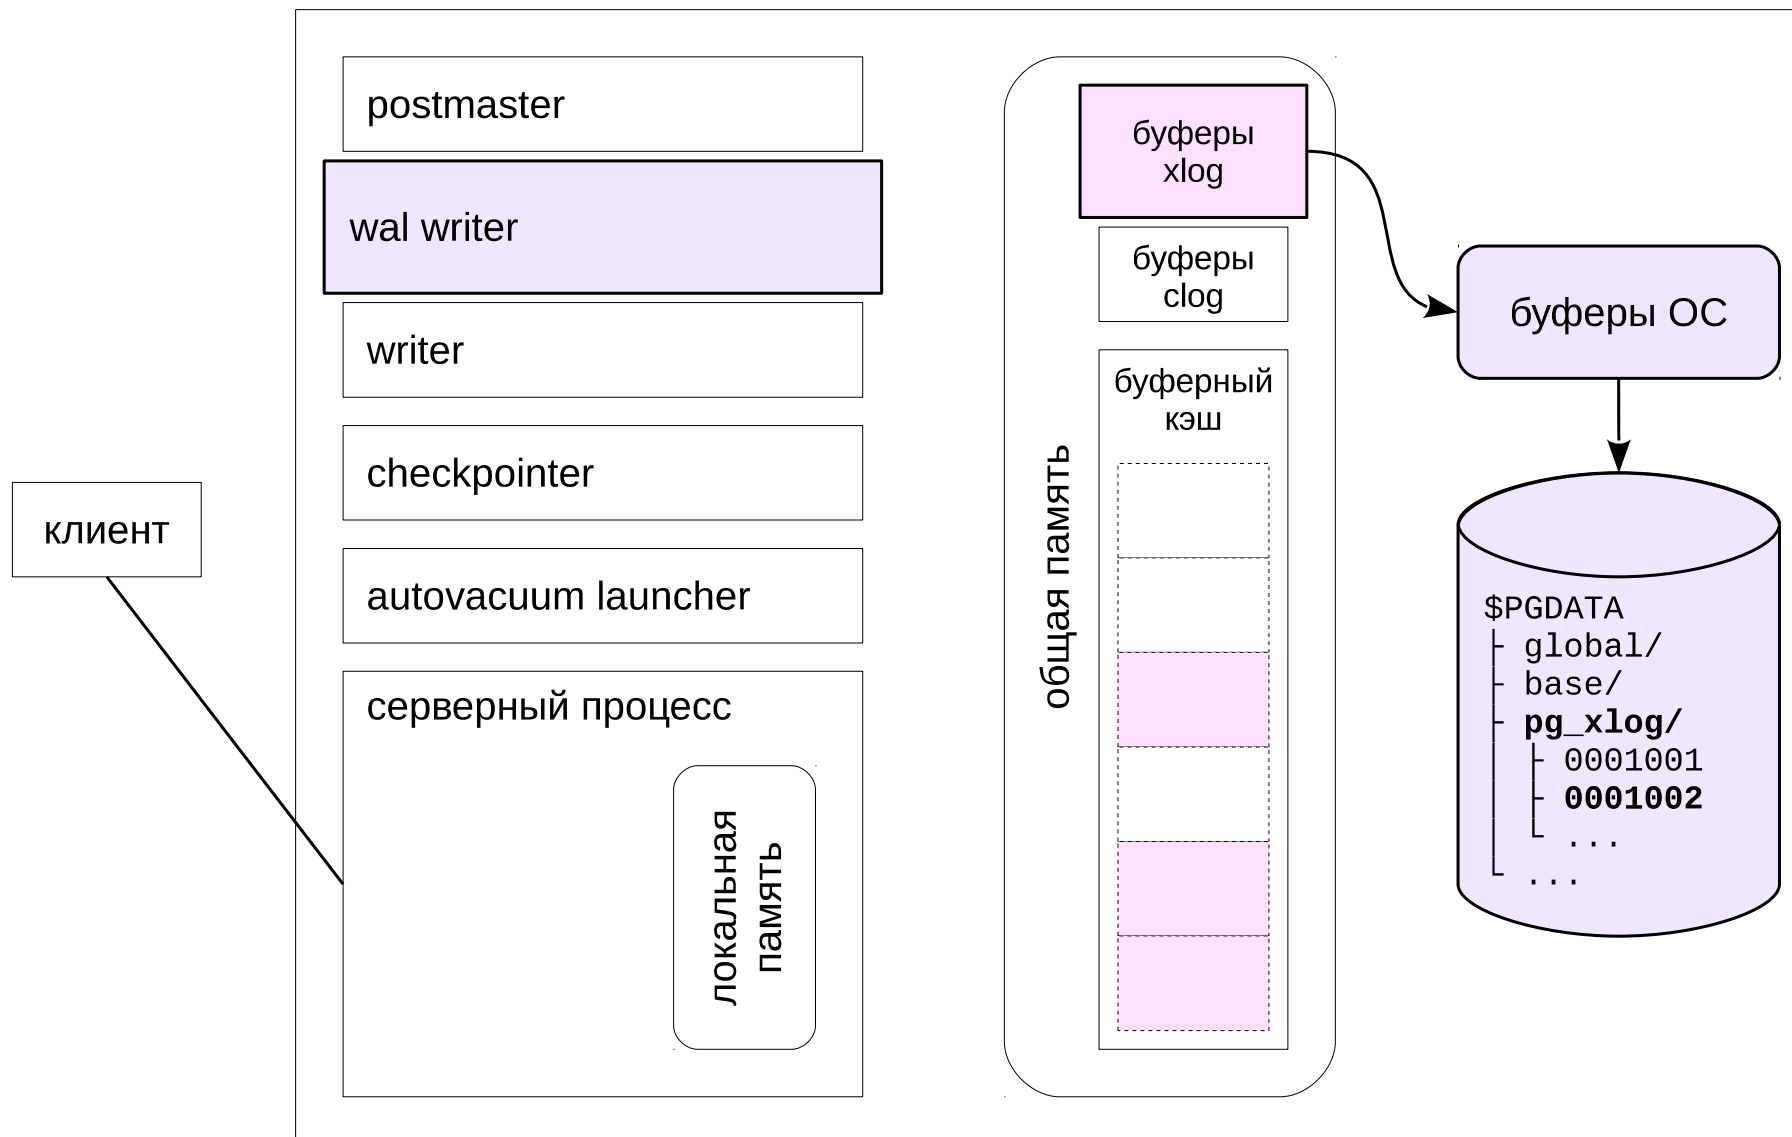 postmaster
wal writer
writer
checkpointer
autovacuum launcher
серверный процесс
локальная
память
клиент
общая память
буферы
xlog
буферы
clog
буферный
кэш
буферы ОС
$PGDATA
├ global/
├ base/
├ pg_xlog/
│ ├ 0001001
│ ├ 0001002
│ └ ...
└ ...